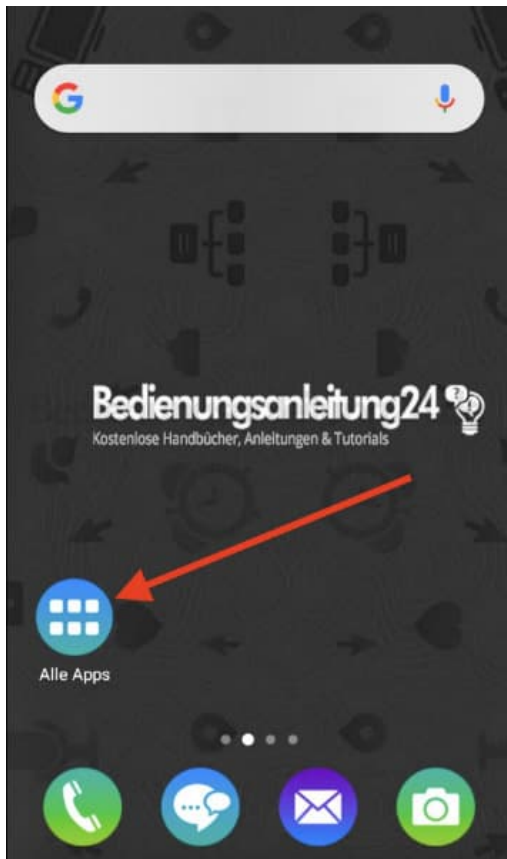 Bedienungsanleitung24
Kostenlose Handbücher, Anleitungen & Tutorials
Alle Apps